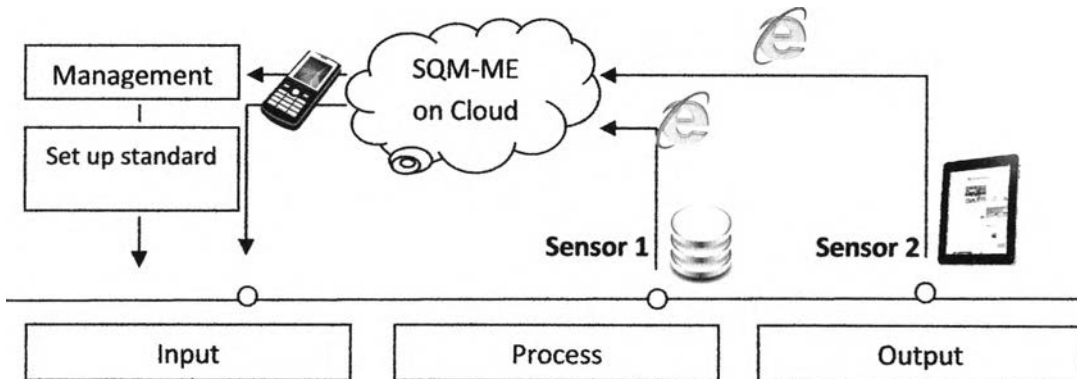 Management
SQM-ME
on Cloud
Set up standard
Sensor 1
Sensor 2
Input
Process
Output